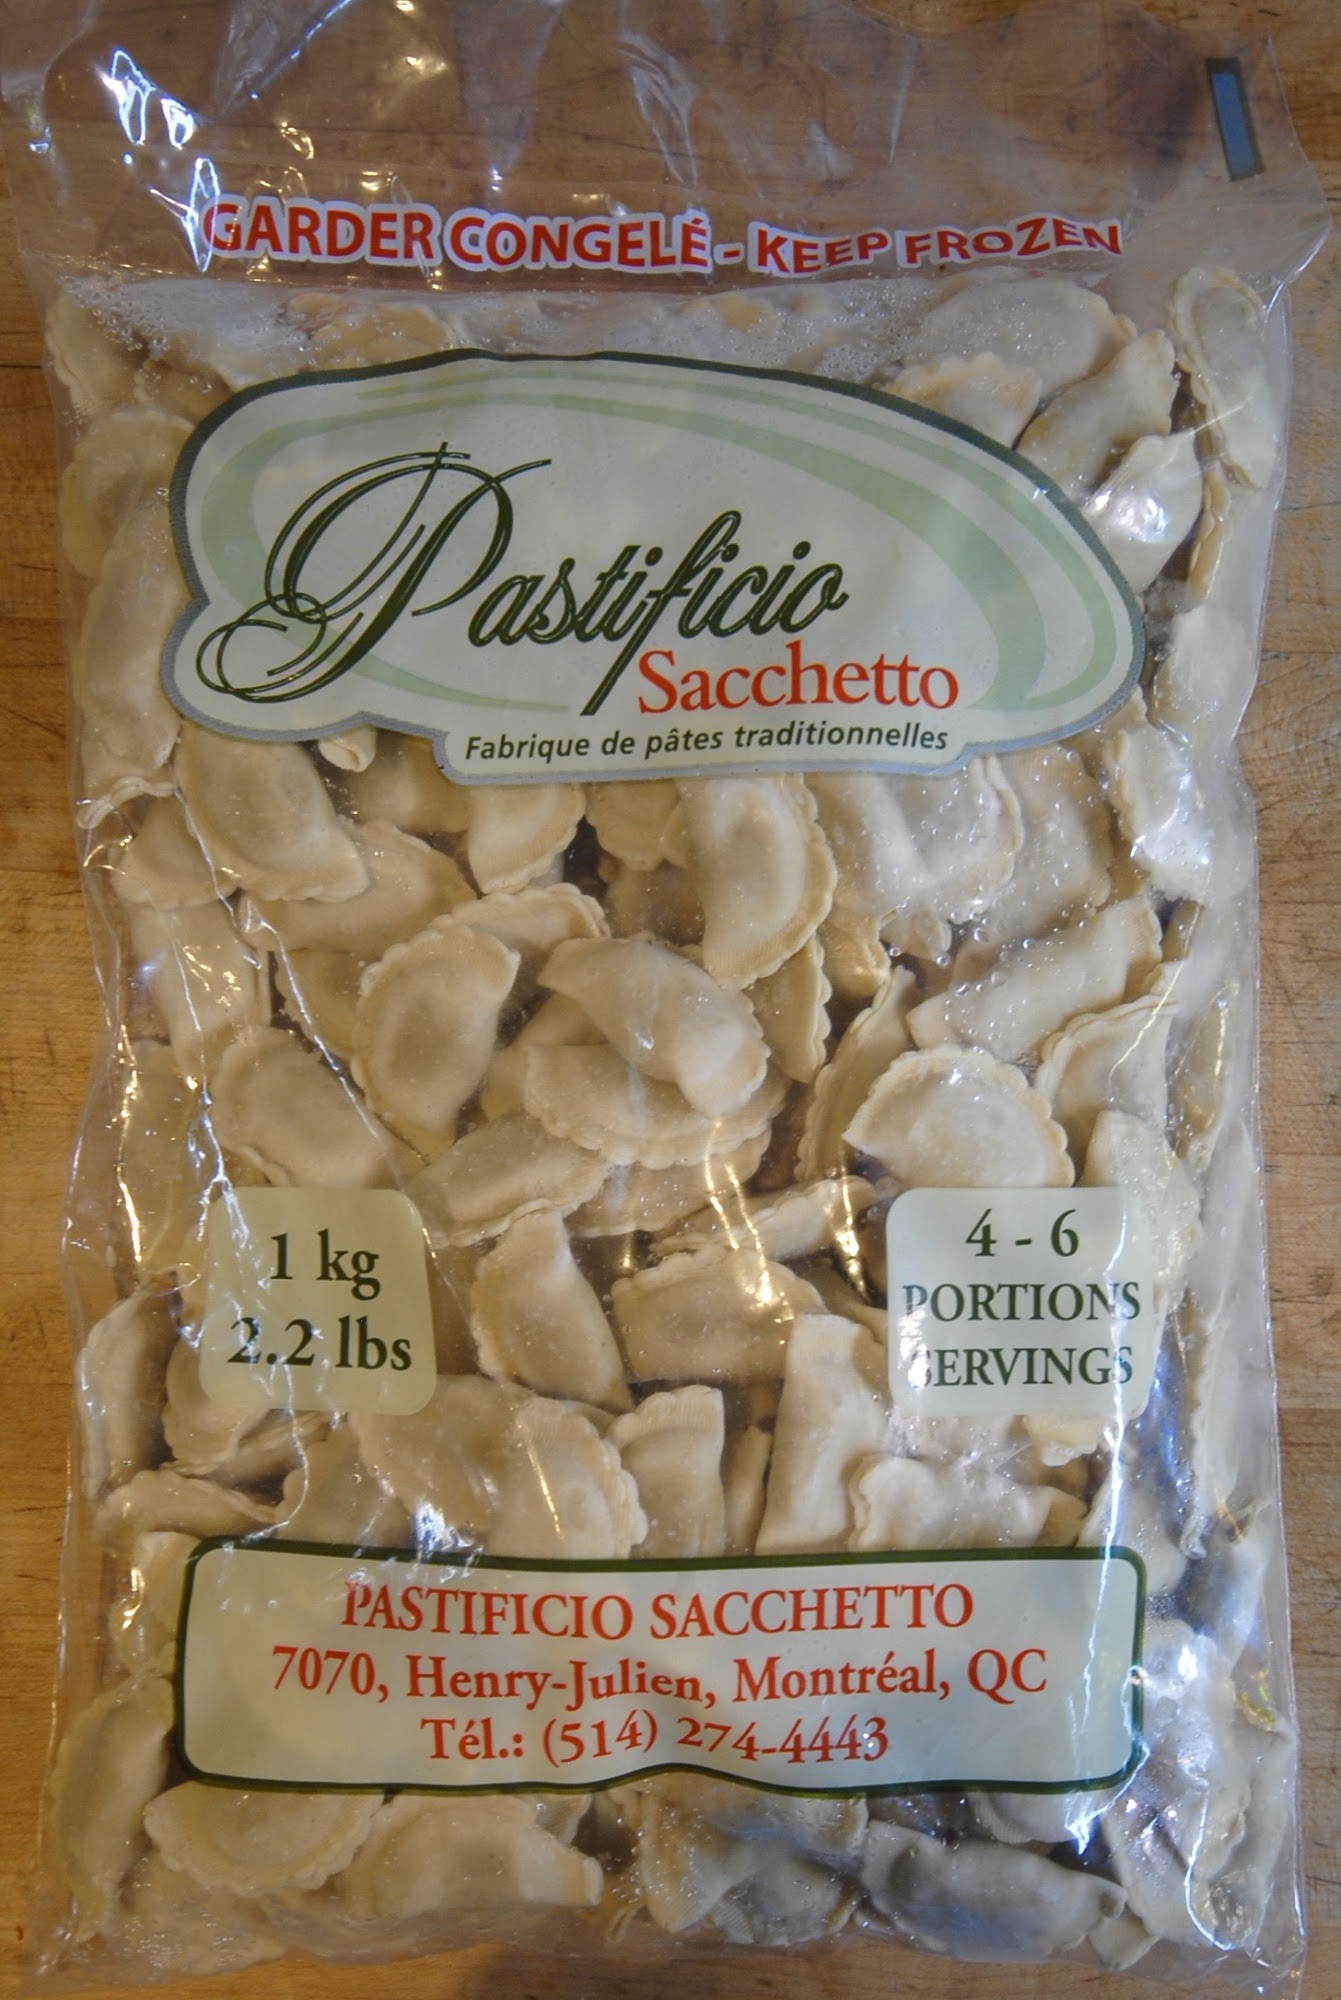 GARDER CONGELÉ - KEEP FROZEN
Pastificio
Sacchetto
Fabrique de pâtes traditionnelles
1 kg
2.2 lbs
4 - 6
PORTIONS
SERVINGS
PASTIFICIO SACCHETTO
7070, Henry-Julien, Montréal, QC
Tél.: (514) 274-4443